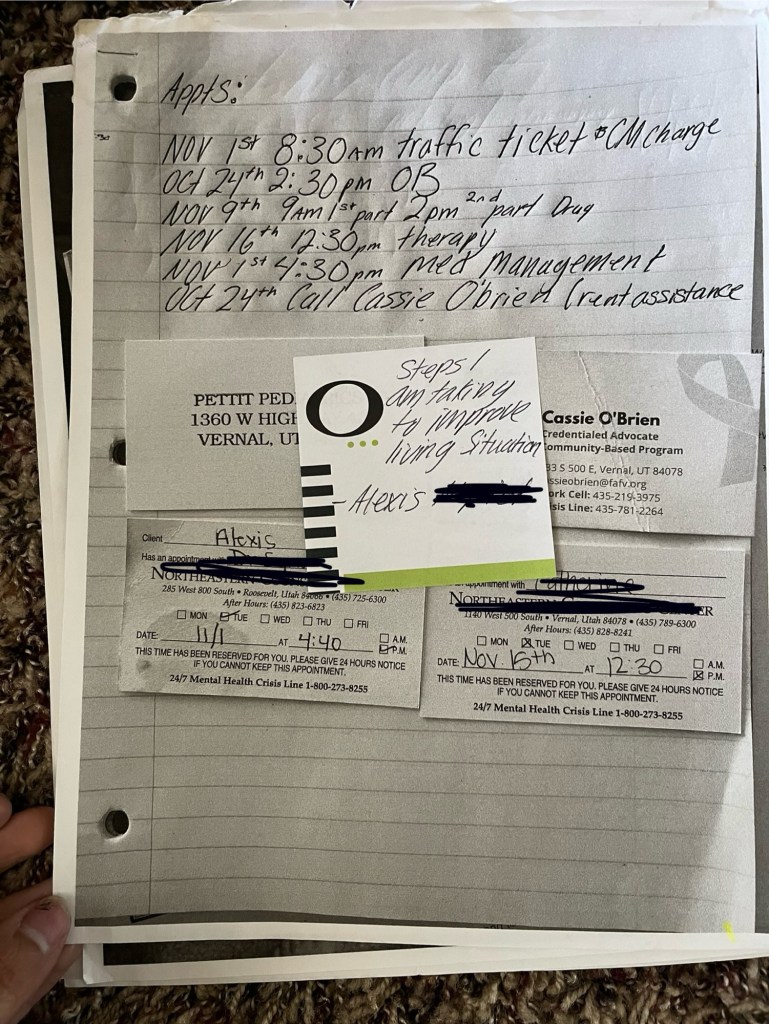 Appts:
NOV 1st 8:30am traffic ticket & CM charge
OCT 24th 2:30pm OB
NOV 9th 9AM 1st part 2pm 2nd part Drug
NOV 16th 12:30pm therapy
NOV 1st 4:30pm Med Management
OCT 24th Call Cassie O'brien (rent assistance
PETTIT PED
1360 W HIGH
VERNAL, UT
O
Steps I
am taking
to improve
living Situation
-Alexis
Cassie O'Brien
Credentialed Advocate
Community-Based Program
33 S 500 E, Vernal, UT 84078
ssieobrien@fafv.org
ork Cell: 435-219-3975
isis Line: 435-781-2264
Client Alexis
Has an appointment
NORTHEASTERN
285 West 800 South • Roosevelt, Utah 84066 • (435) 725-6300
After Hours: (435) 823-6823
MON TUE WED THU FRI
DATE: 11/1 AT 4:40 A.M.
P.M.
THIS TIME HAS BEEN RESERVED FOR YOU. PLEASE GIVE 24 HOURS NOTICE
IF YOU CANNOT KEEP THIS APPOINTMENT.
24/7 Mental Health Crisis Line 1-800-273-8255
appointment with Catherine
NORTHEASTERN
1140 West 500 South • Vernal, Utah 84078 • (435) 789-6300
After Hours: (435) 828-8241
MON TUE WED THU FRI
DATE: Nov. 15th AT 12:30 A.M.
P.M.
THIS TIME HAS BEEN RESERVED FOR YOU. PLEASE GIVE 24 HOURS NOTICE
IF YOU CANNOT KEEP THIS APPOINTMENT.
24/7 Mental Health Crisis Line 1-800-273-8255